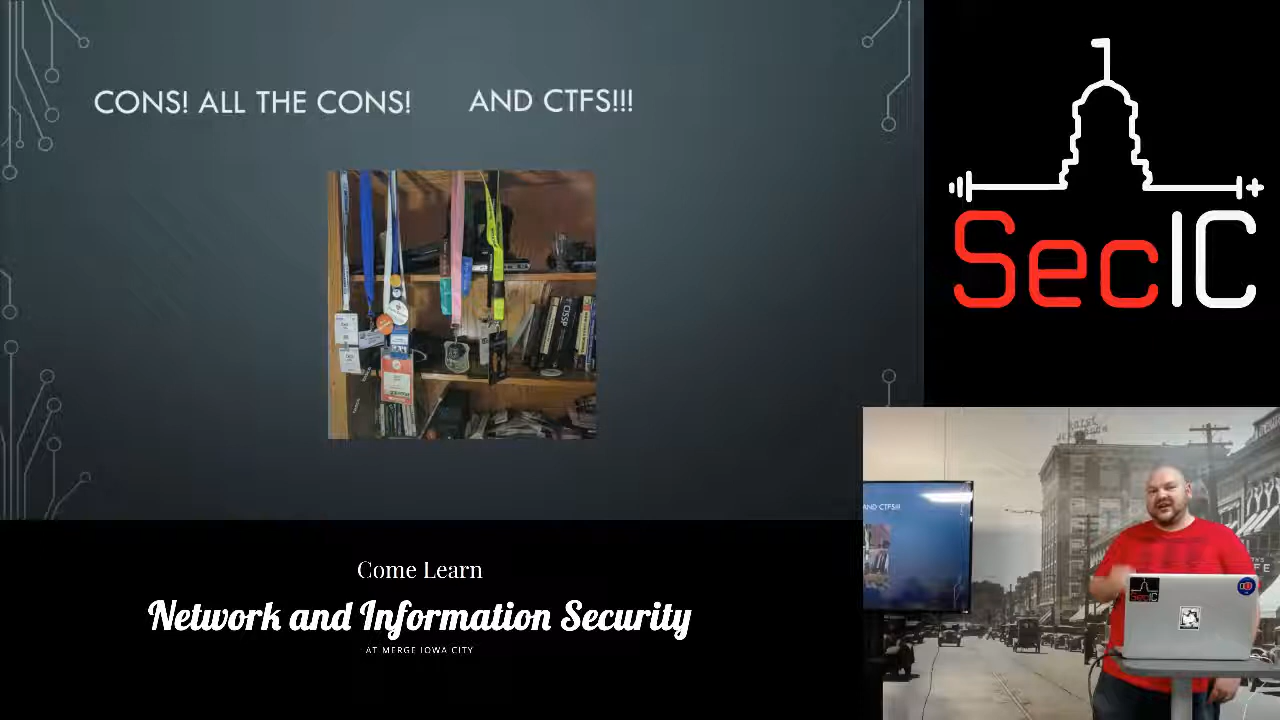 CONS! ALL THE CONS!
AND CTFS!!!
CISSP
SecIC
Come Learn
Network and Information Security
AT MERGE IOWA CITY
AND CTFS!!!
SecIC